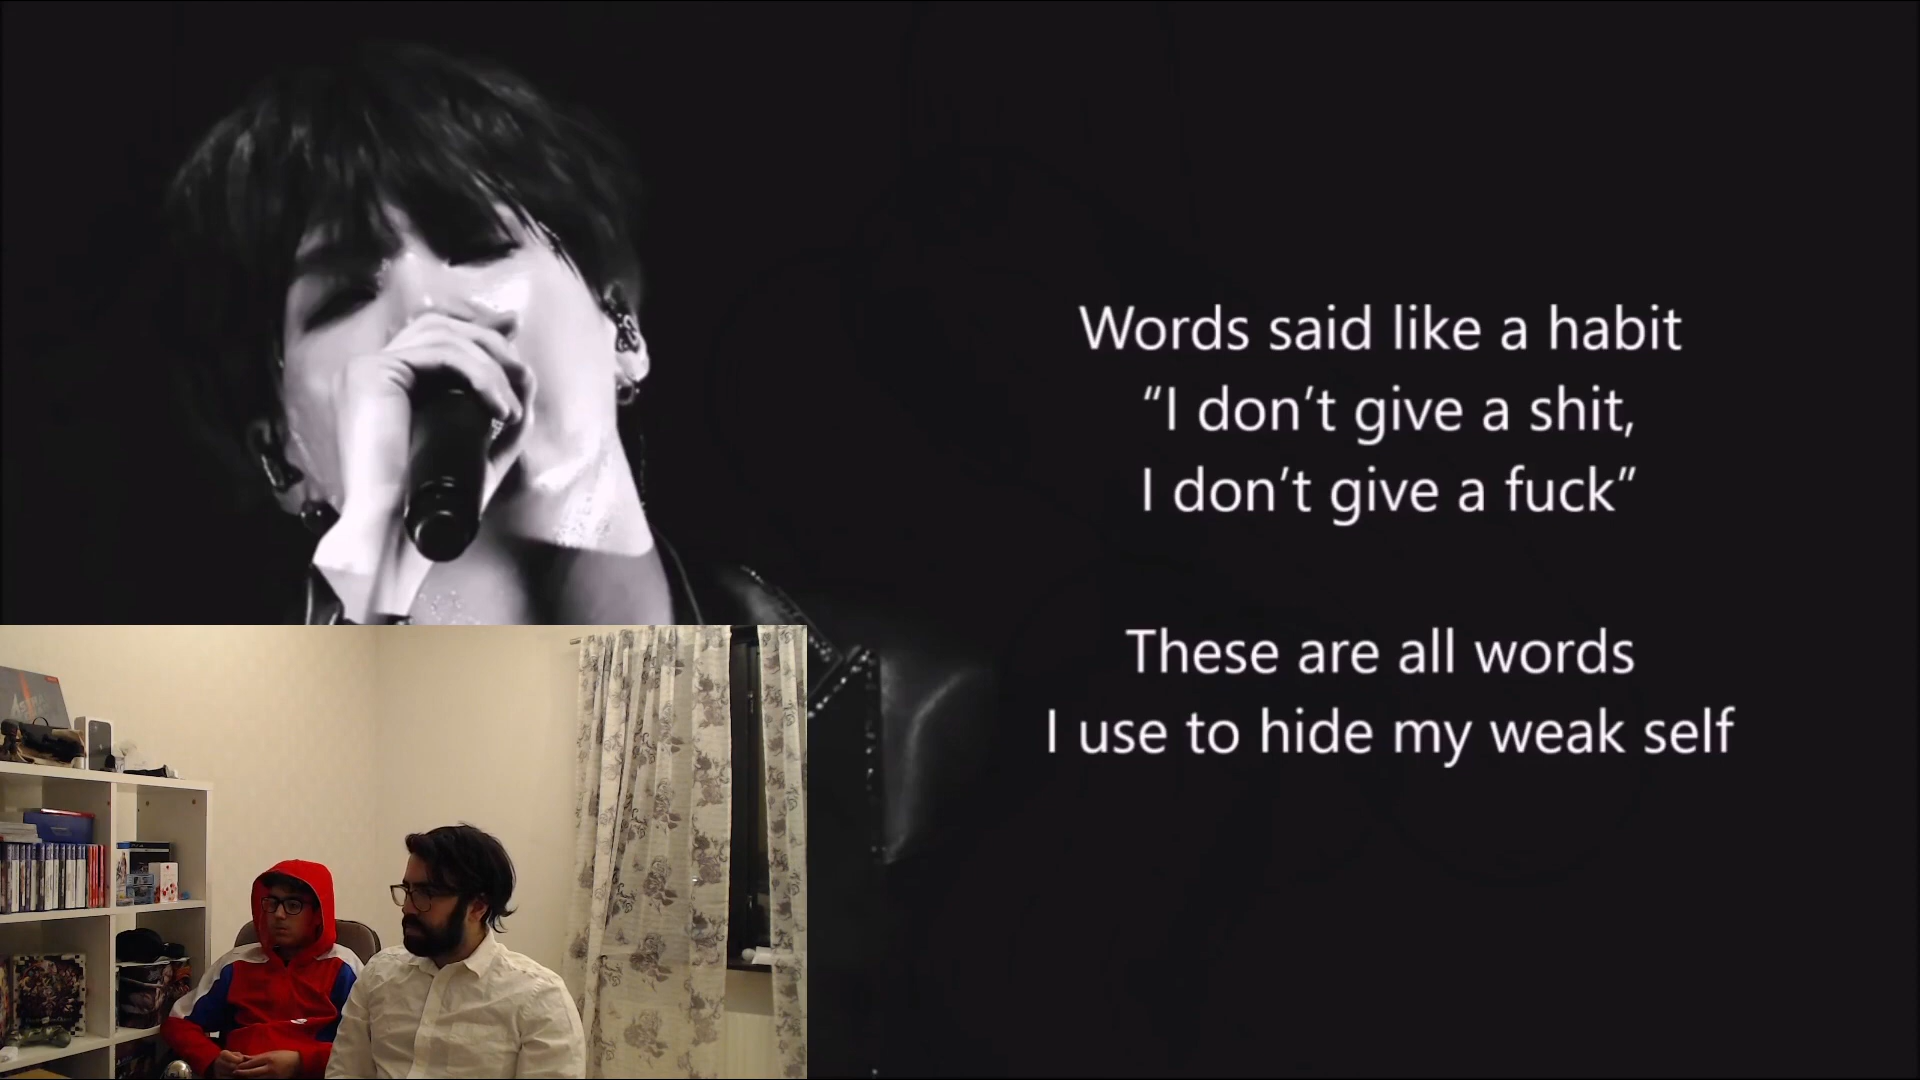 Words said like a habit
“I don’t give a shit,
I don’t give a fuck”
These are all words
I use to hide my weak self